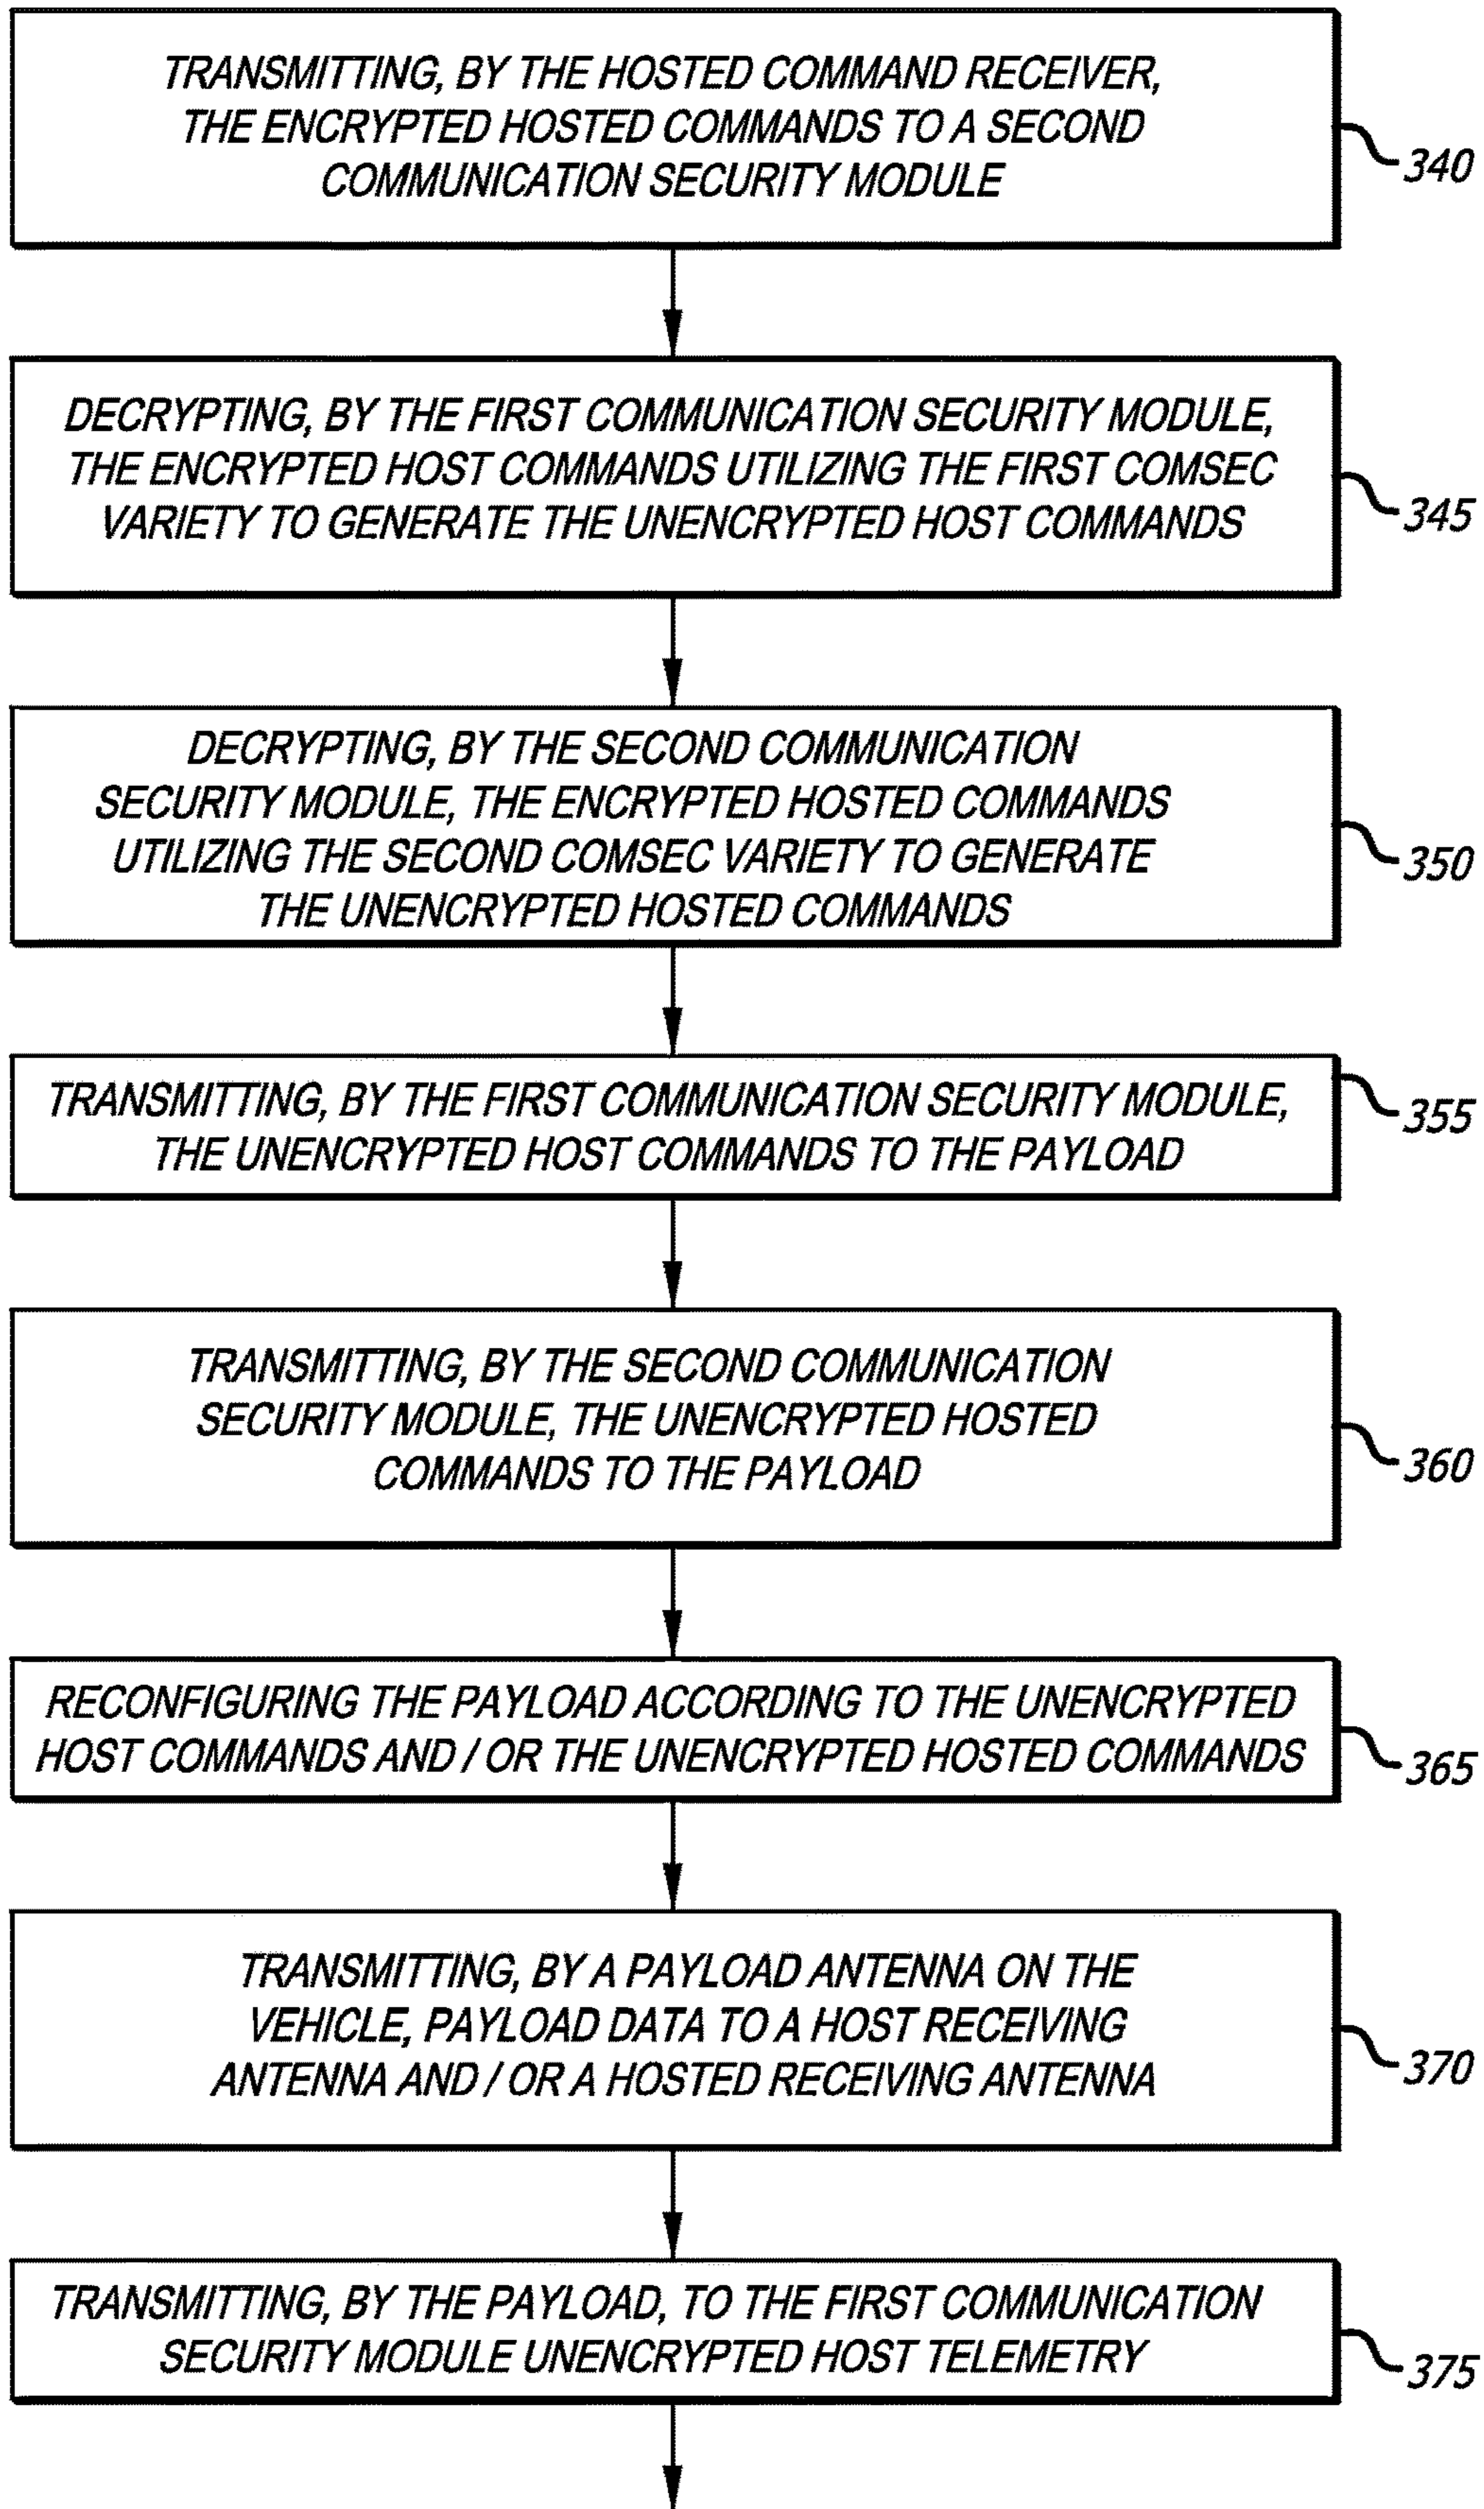 TRANSMITTING, BY THE HOSTED COMMAND RECEIVER,
THE ENCRYPTED HOSTED COMMANDS TO A SECOND
COMMUNICATION SECURITY MODULE
340
DECRYPTING, BY THE FIRST COMMUNICATION SECURITY MODULE,
THE ENCRYPTED HOST COMMANDS UTILIZING THE FIRST COMSEC
VARIETY TO GENERATE THE UNENCRYPTED HOST COMMANDS
345
DECRYPTING, BY THE SECOND COMMUNICATION
SECURITY MODULE, THE ENCRYPTED HOSTED COMMANDS
UTILIZING THE SECOND COMSEC VARIETY TO GENERATE
THE UNENCRYPTED HOSTED COMMANDS
350
TRANSMITTING, BY THE FIRST COMMUNICATION SECURITY MODULE,
THE UNENCRYPTED HOST COMMANDS TO THE PAYLOAD
355
TRANSMITTING, BY THE SECOND COMMUNICATION
SECURITY MODULE, THE UNENCRYPTED HOSTED
COMMANDS TO THE PAYLOAD
360
RECONFIGURING THE PAYLOAD ACCORDING TO THE UNENCRYPTED
HOST COMMANDS AND / OR THE UNENCRYPTED HOSTED COMMANDS
365
TRANSMITTING, BY A PAYLOAD ANTENNA ON THE
VEHICLE, PAYLOAD DATA TO A HOST RECEIVING
ANTENNA AND / OR A HOSTED RECEIVING ANTENNA
370
TRANSMITTING, BY THE PAYLOAD, TO THE FIRST COMMUNICATION
SECURITY MODULE UNENCRYPTED HOST TELEMETRY
375